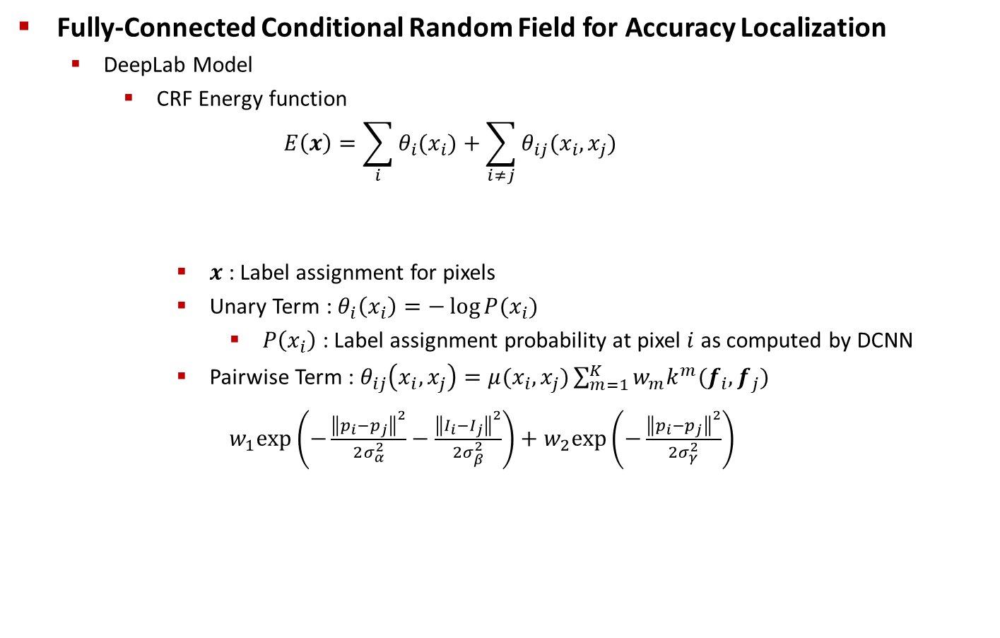 ▪ Fully-Connected Conditional Random Field for Accuracy Localization
▪ DeepLab Model
▪ CRF Energy function
$E(\boldsymbol{x}) = \sum_{i} \theta_i(x_i) + \sum_{i \neq j} \theta_{ij}(x_i, x_j)$
▪ $\boldsymbol{x}$ : Label assignment for pixels
▪ Unary Term : $\theta_i(x_i) = -\log P(x_i)$
▪ $P(x_i)$ : Label assignment probability at pixel $i$ as computed by DCNN
▪ Pairwise Term : $\theta_{ij}(x_i, x_j) = \mu(x_i, x_j) \sum_{m=1}^{K} w_m k^m(\boldsymbol{f}_i, \boldsymbol{f}_j)$
$w_1 \exp\left(-\frac{\|p_i - p_j\|^2}{2\sigma_\alpha^2} - \frac{\|I_i - I_j\|^2}{2\sigma_\beta^2}\right) + w_2 \exp\left(-\frac{\|p_i - p_j\|^2}{2\sigma_\gamma^2}\right)$